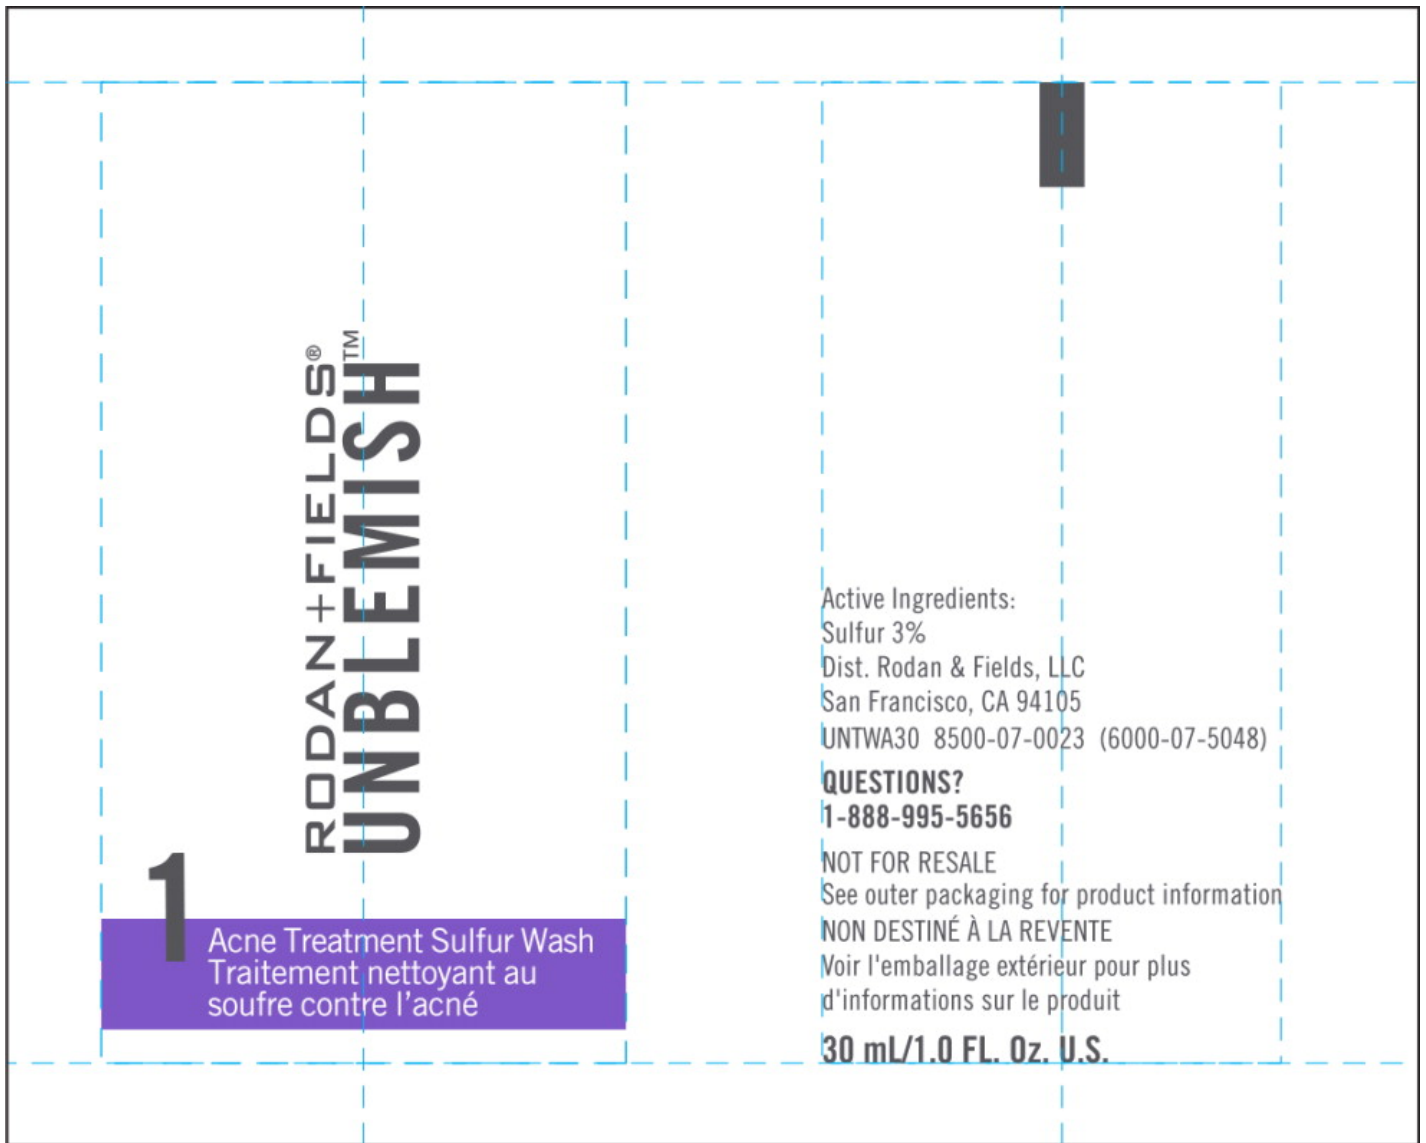 RODAN+FIELDS®
UNBLEMISH™
1
Acne Treatment Sulfur Wash
Traitement nettoyant au
soufre contre l'acné
Active Ingredients:
Sulfur 3%
Dist. Rodan & Fields, LLC
San Francisco, CA 94105
UNTWA30 8500-07-0023 (6000-07-5048)
QUESTIONS?
1-888-995-5656
NOT FOR RESALE
See outer packaging for product information
NON DESTINÉ À LA REVENTE
Voir l'emballage extérieur pour plus
d'informations sur le produit
30 mL/1.0 FL. Oz. U.S.